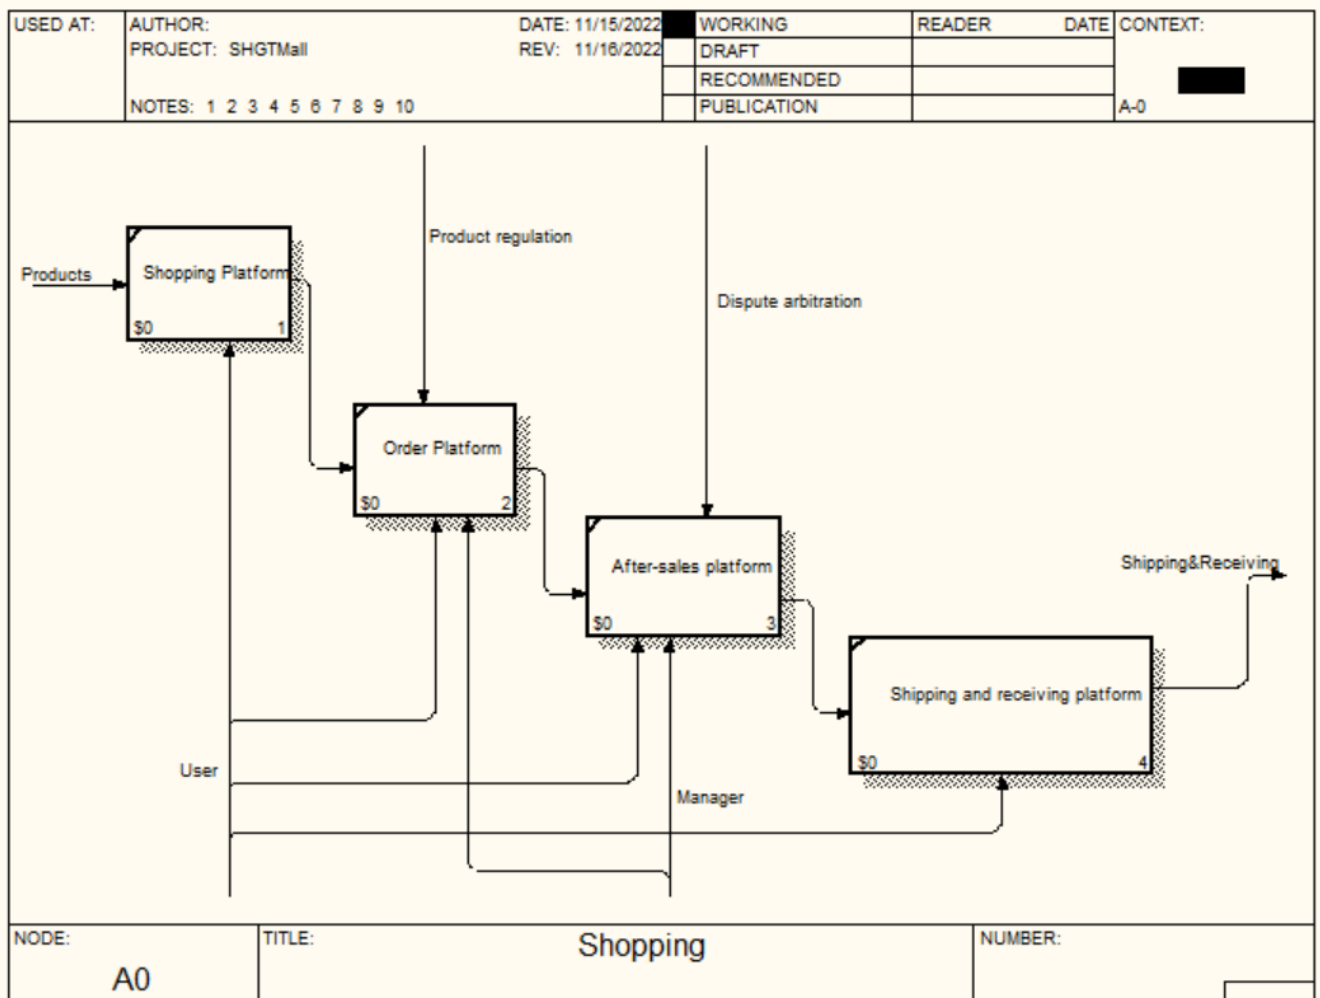 USED AT:
AUTHOR:
DATE: 11/15/2022
WORKING
READER
DATE
CONTEXT:
PROJECT: SHGTMall
REV: 11/16/2022
DRAFT
RECOMMENDED
NOTES: 1 2 3 4 5 6 7 8 9 10
PUBLICATION
A-0
Product regulation
Products
Shopping Platform
Dispute arbitration
$0
1
Order Platform
$0
2
After-sales platform
Shipping&Receiving
$0
3
Shipping and receiving platform
$0
4
User
Manager
NODE:
TITLE:
Shopping
NUMBER:
A0